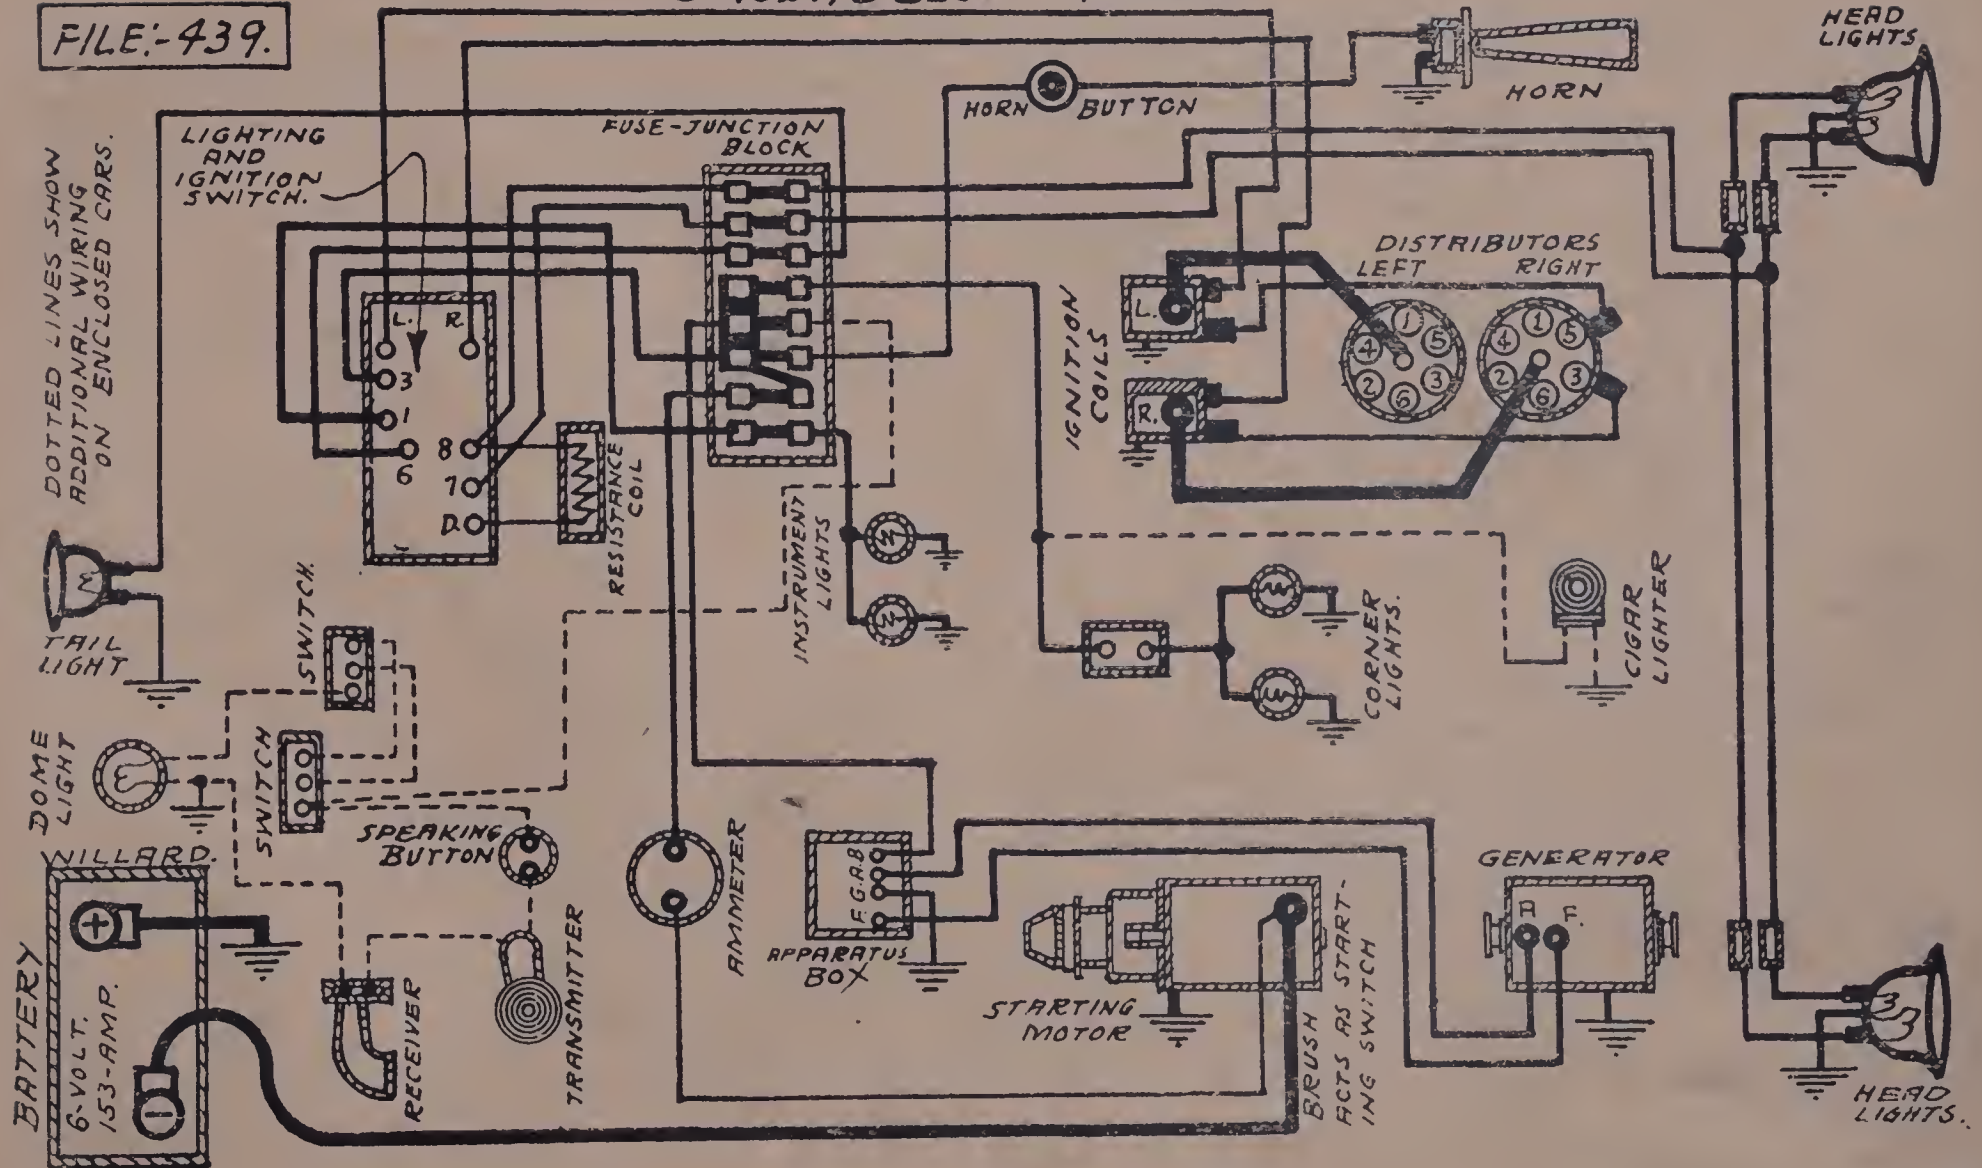 FILE:-439.
DOTTED LINES SHOW
ADDITIONAL WIRING
ON ENCLOSED CARS.
LIGHTING
AND
IGNITION
SWITCH.
FUSE-JUNCTION
BLOCK
HORN
BUTTON
HORN
HEAD
LIGHTS
L. R.
3
1
6
8
7
D.
RESISTANCE
COIL
INSTRUMENT
LIGHTS
IGNITION
COILS
L.
R.
DISTRIBUTORS
LEFT RIGHT
1 5 3 6 2 4
1 5 3 6 2 4
TAIL
LIGHT
SWITCH.
DOME
LIGHT
SWITCH
CORNER
LIGHTS.
CIGAR
LIGHTER
SPEAKING
BUTTON
AMMETER
F. G. A. B
APPARATUS
BOX
STARTING
MOTOR
BRUSH
ACTS AS START-
ING SWITCH
GENERATOR
A F.
WILLARD.
BATTERY
6-VOLT.
153-AMP.
+
-
RECEIVER
TRANSMITTER
HEAD
LIGHTS.